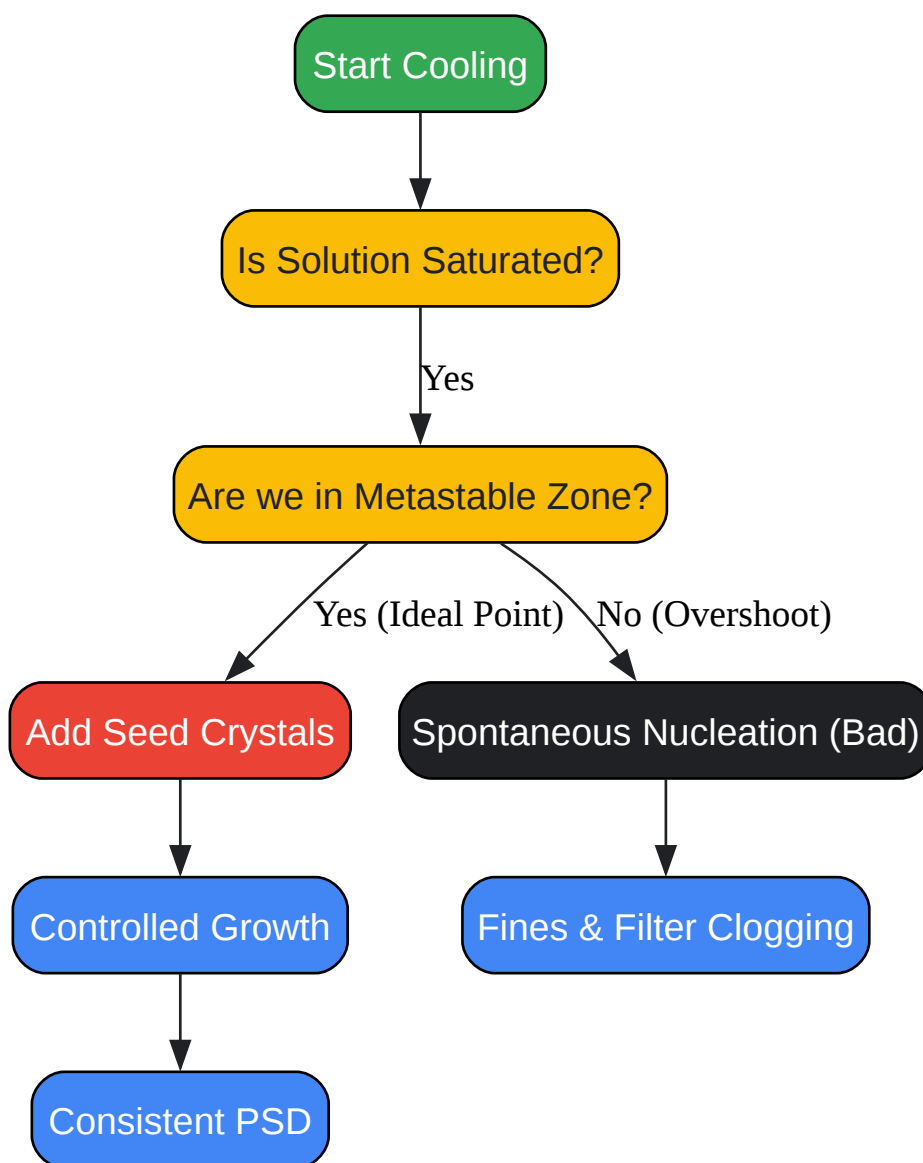 Start Cooling
Is Solution Saturated?
Yes
Are we in Metastable Zone?
Yes (Ideal Point)
No (Overshoot)
Add Seed Crystals
Spontaneous Nucleation (Bad)
Controlled Growth
Fines & Filter Clogging
Consistent PSD